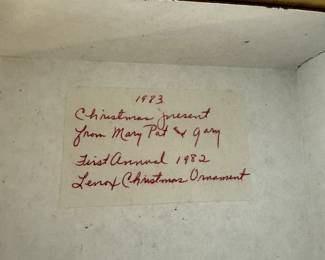 1983
Christmas present
from Mary Pat & Gary
First Annual 1982
Lenox Christmas Ornament